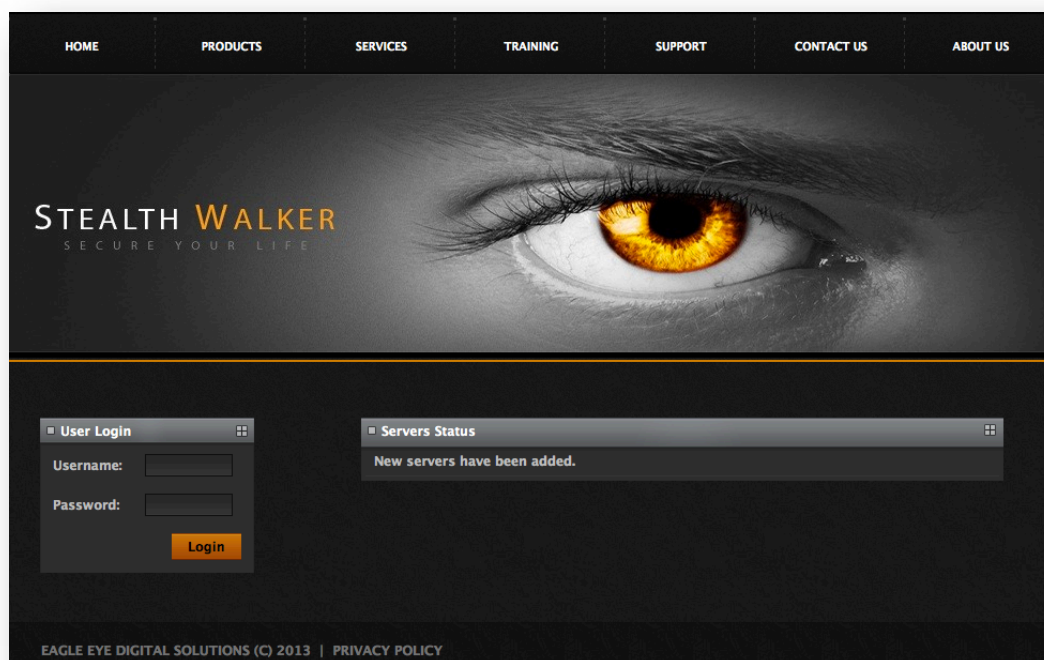 HOME PRODUCTS SERVICES TRAINING SUPPORT CONTACT US ABOUT US
STEALTH WALKER
SECURE YOUR LIFE
User Login
Username:
Password:
Login
Servers Status
New servers have been added.
EAGLE EYE DIGITAL SOLUTIONS (C) 2013 | PRIVACY POLICY